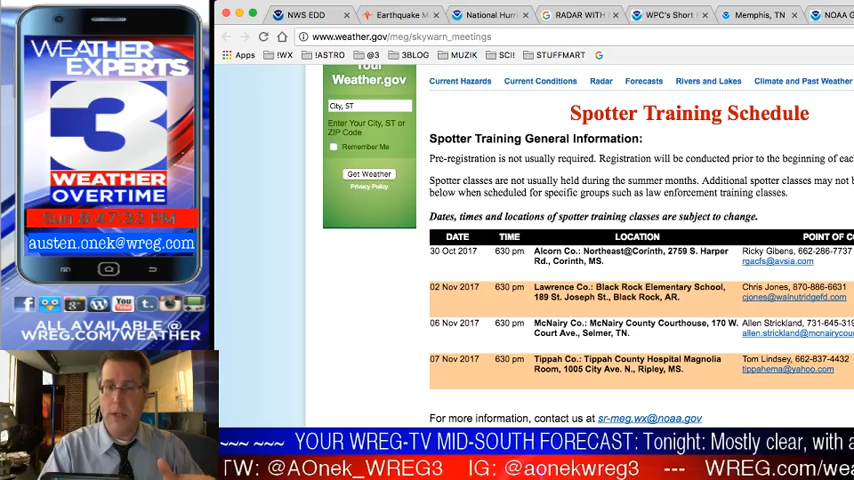 NWS EDD
Earthquake M
National Hurri
RADAR WITH
WPC's Short
Memphis, TN
NOAA G
www.weather.gov/meg/skywarn_meetings
Apps !WX !ASTRO @3 3BLOG MUZIK SCI! STUFFMART
WEATHER
EXPERTS
3
WEATHER
OVERTIME
Sun 8:47:33 PM
austen.onek@wreg.com
You Tube
ALL AVAILABLE @
WREG.COM/WEATHER
Your
Weather.gov
City, ST
Enter Your City, ST or
ZIP Code
Remember Me
Get Weather
Privacy Policy
Current Hazards Current Conditions Radar Forecasts Rivers and Lakes Climate and Past Weather
Spotter Training Schedule
Spotter Training General Information:
Pre-registration is not usually required. Registration will be conducted prior to the beginning of eac
Spotter classes are not usually held during the summer months. Additional spotter classes may not b
below when scheduled for specific groups such as law enforcement training classes.
Dates, times and locations of spotter training classes are subject to change.
DATE TIME LOCATION POINT OF CO
30 Oct 2017 630 pm Alcorn Co.: Northeast@Corinth, 2759 S. Harper Ricky Gibens, 662-286-7737
Rd., Corinth, MS. rgacfs@avsia.com
02 Nov 2017 630 pm Lawrence Co.: Black Rock Elementary School, Chris Jones, 870-886-6631
189 St. Joseph St., Black Rock, AR. cjones@walnutridgefd.com
06 Nov 2017 630 pm McNairy Co.: McNairy County Courthouse, 170 W. Allen Strickland, 731-645-319
Court Ave., Selmer, TN. allen.strickland@mcnairycou
07 Nov 2017 630 pm Tippah Co.: Tippah County Hospital Magnolia Tom Lindsey, 662-837-4432
Room, 1005 City Ave. N., Ripley, MS. tippahema@yahoo.com
For more information, contact us at sr-meg.wx@noaa.gov
~~~ ~~~ YOUR WREG-TV MID-SOUTH FORECAST: Tonight: Mostly clear, with a
TW: @AOnek_WREG3 IG: @aonekwreg3 --- WREG.com/wea